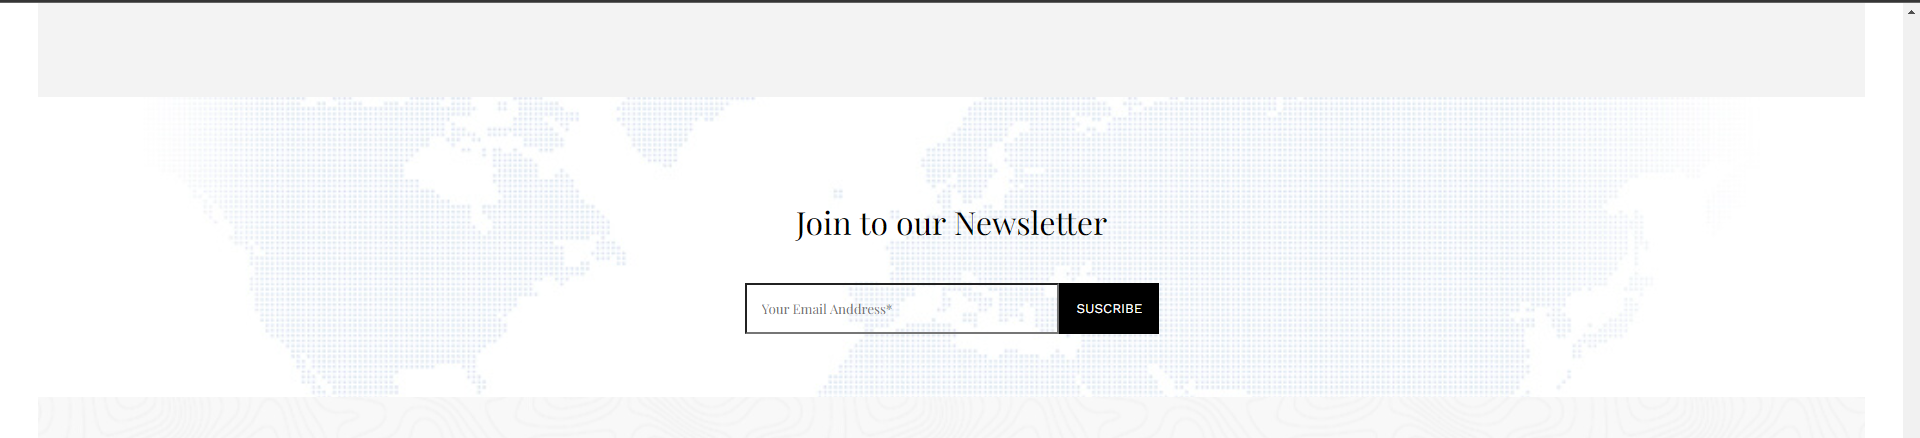 Join to our Newsletter
Your Email Anddress*
SUSCRIBE